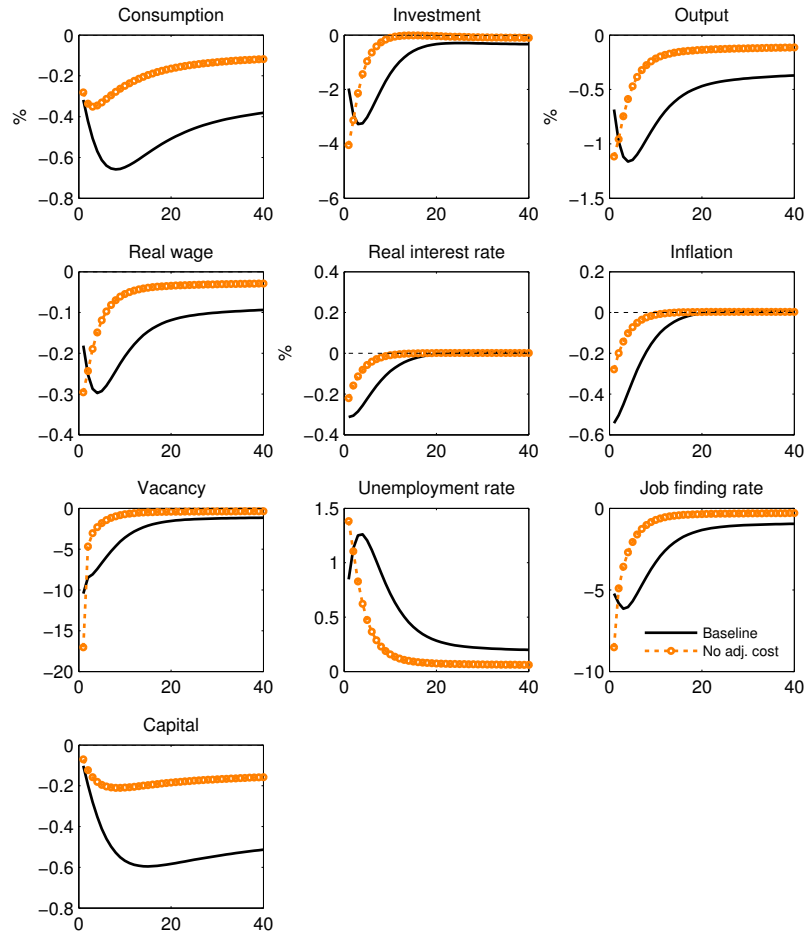 Consumption
0
−0.2
−0.4
−0.6
−0.8
%
0 20 40
Investment
0
−2
−4
−6
%
0 20 40
Output
0
−0.5
−1
−1.5
%
0 20 40
Real wage
0
−0.1
−0.2
−0.3
−0.4
0 20 40
Real interest rate
0.4
0.2
0
0.2
0.4
%
0 20 40
Inflation
0.2
0
−0.2
−0.4
−0.6
0 20 40
Vacancy
0
−5
−10
−15
−20
0 20 40
Unemployment rate
1.5
1
0.5
0
0 20 40
Job finding rate
0
−5
−10
Baseline
No adj. cost
0 20 40
Capital
0
−0.2
−0.4
−0.6
−0.8
0 20 40